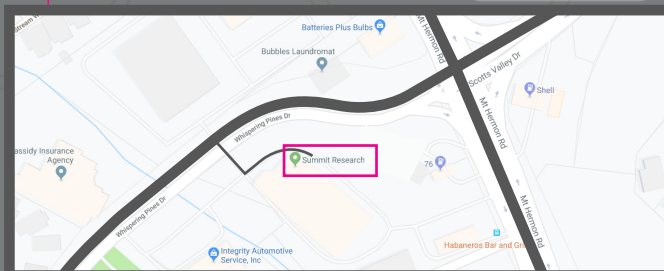 Batteries Plus Bulbs
Mt Hermon Rd
Bubbles Laundromat
Scotts Valley Dr
Shell
Mt Hermon Rd
Whispering Pines Dr
assidy Insurance
Agency
Summit Research
76
Whispering Pines Dr
Mt Hermon Rd
Habaneros Bar and Gri
Integrity Automotive
Service, Inc